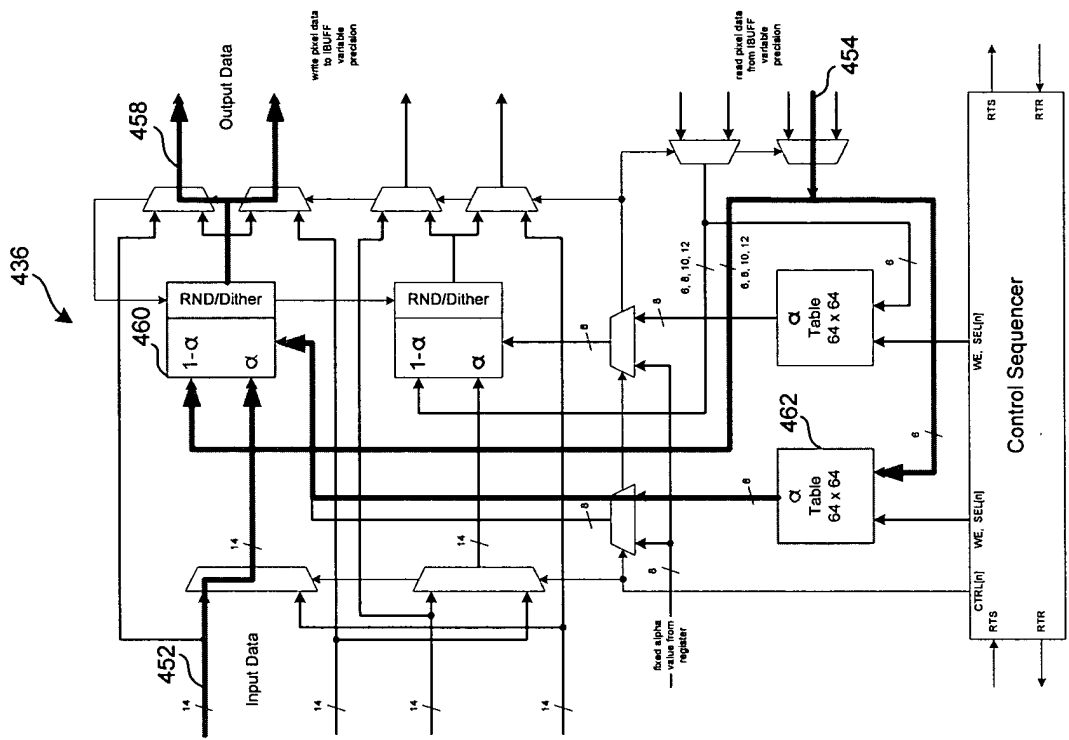 436
458
Output Data
write pixel data
to IBUFF
variable
precision
460
RND/Dither
1-α
α
452
14
Input Data
14
14
RND/Dither
1-α
α
14
14
14
8
8
8
8
8
fixed alpha
value from
register
6, 8, 10, 12
6, 8, 10, 12
read pixel data
from IBUFF
variable
precision
454
462
α
Table
64 x 64
α
Table
64 x 64
6
6
CTRL[n]
WE, SEL[n]
WE, SEL[n]
RTS
RTR
Control Sequencer
RTS
RTR